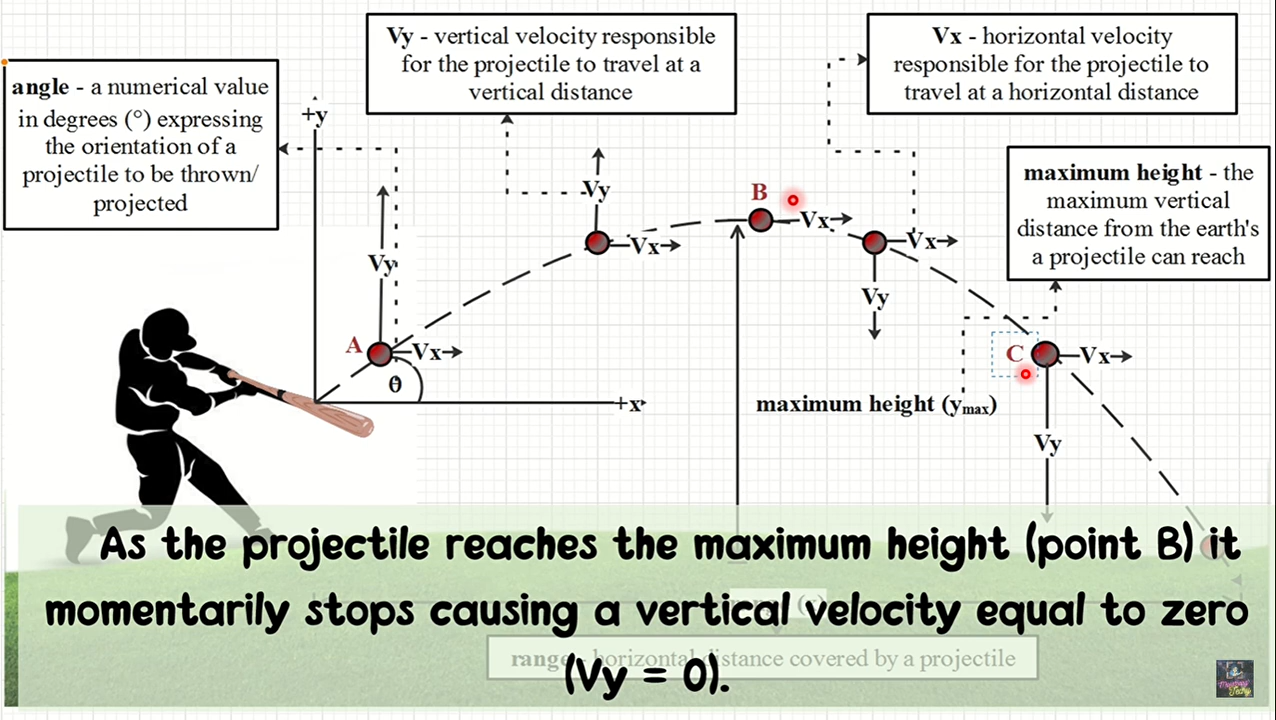 angle - a numerical value
in degrees (°) expressing
the orientation of a
projectile to be thrown/
projected
Vy - vertical velocity responsible
for the projectile to travel at a
vertical distance
Vx - horizontal velocity
responsible for the projectile to
travel at a horizontal distance
maximum height - the
maximum vertical
distance from the earth's
a projectile can reach
+y
Vy
A
Vx
θ
+x
Vy
Vx
B
Vx
Vx
Vy
C
Vx
Vy
maximum height (ymax)
As the projectile reaches the maximum height (point B) it
momentarily stops causing a vertical velocity equal to zero
(Vy = 0).
range - horizontal distance covered by a projectile